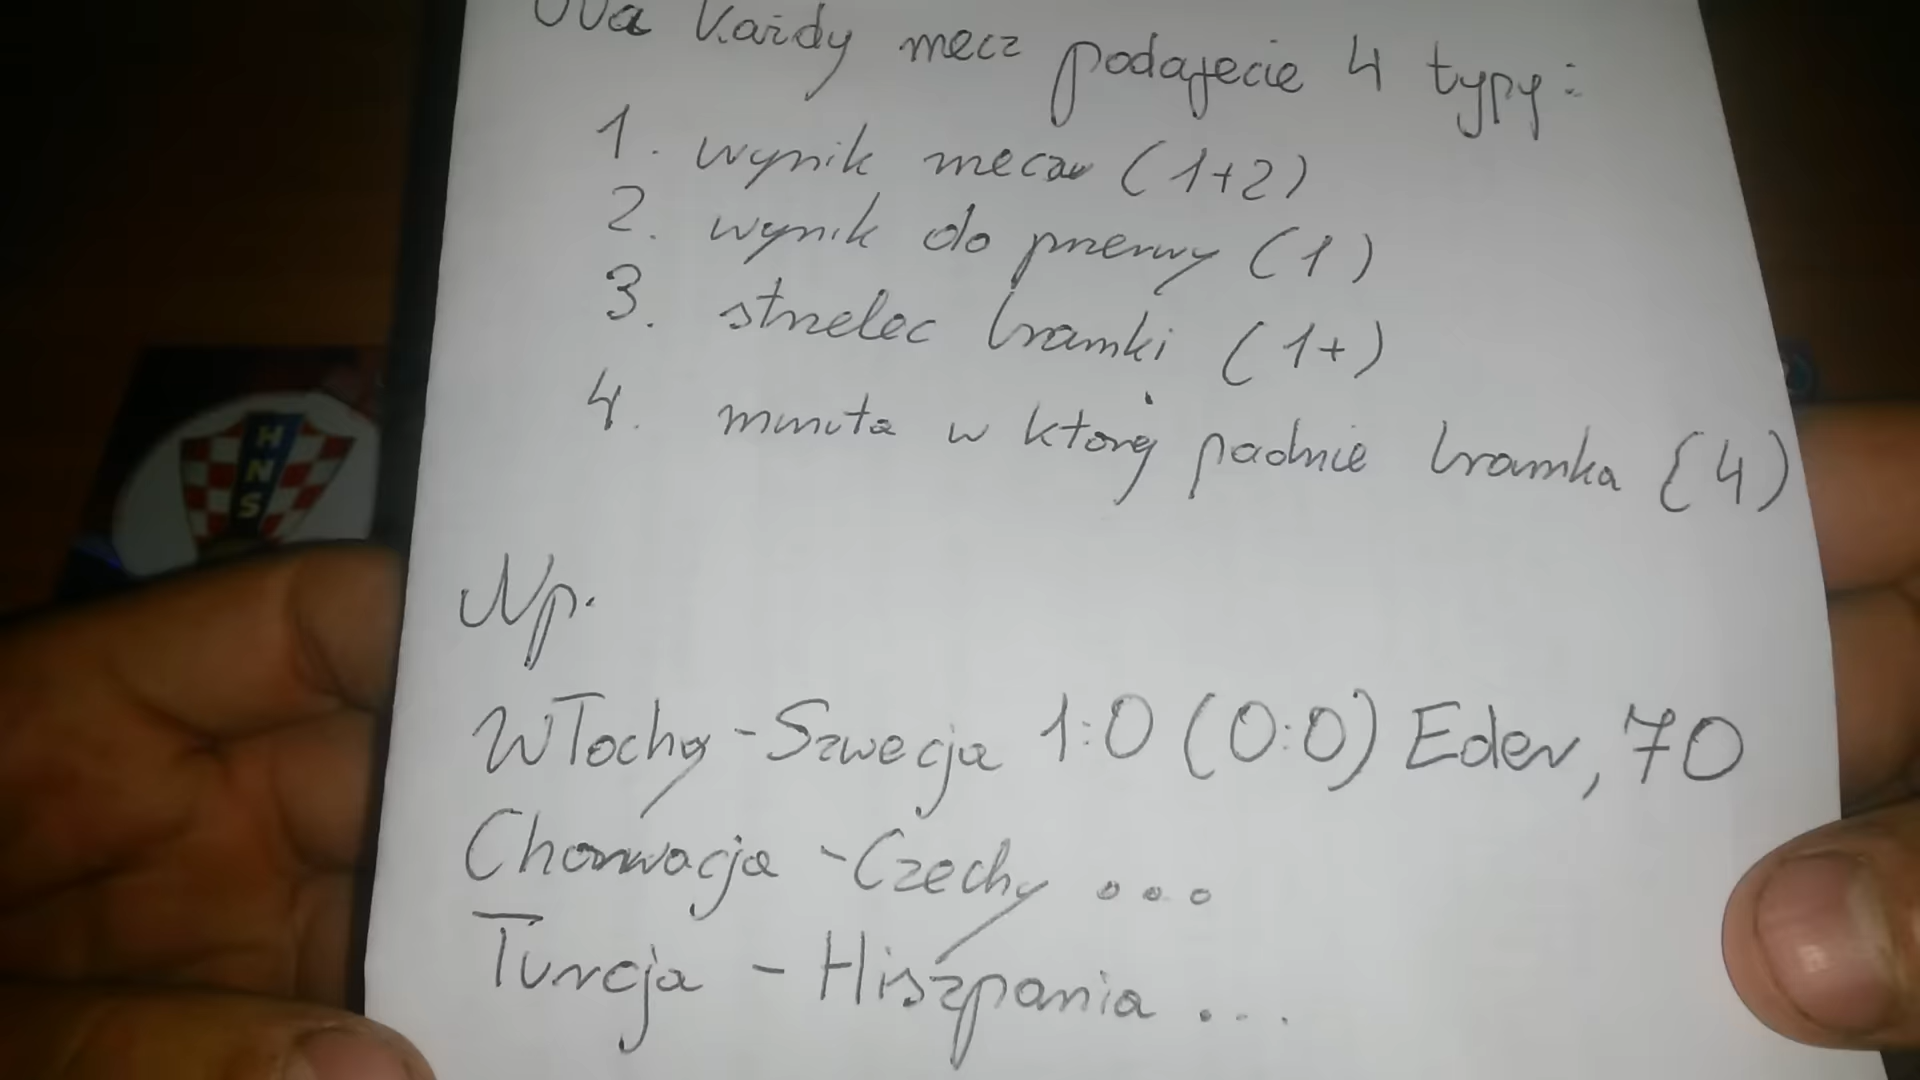 Na każdy mecz podajecie 4 typy:
1. wynik meczu (1+2)
2. wynik do przerwy (1)
3. strzelec bramki (1+)
4. minuta w której padnie bramka (4)
Np.
Włochy - Szwecja 1:0 (0:0) Eder, 70
Chorwacja - Czechy ...
Turcja - Hiszpania ...
H
N
S